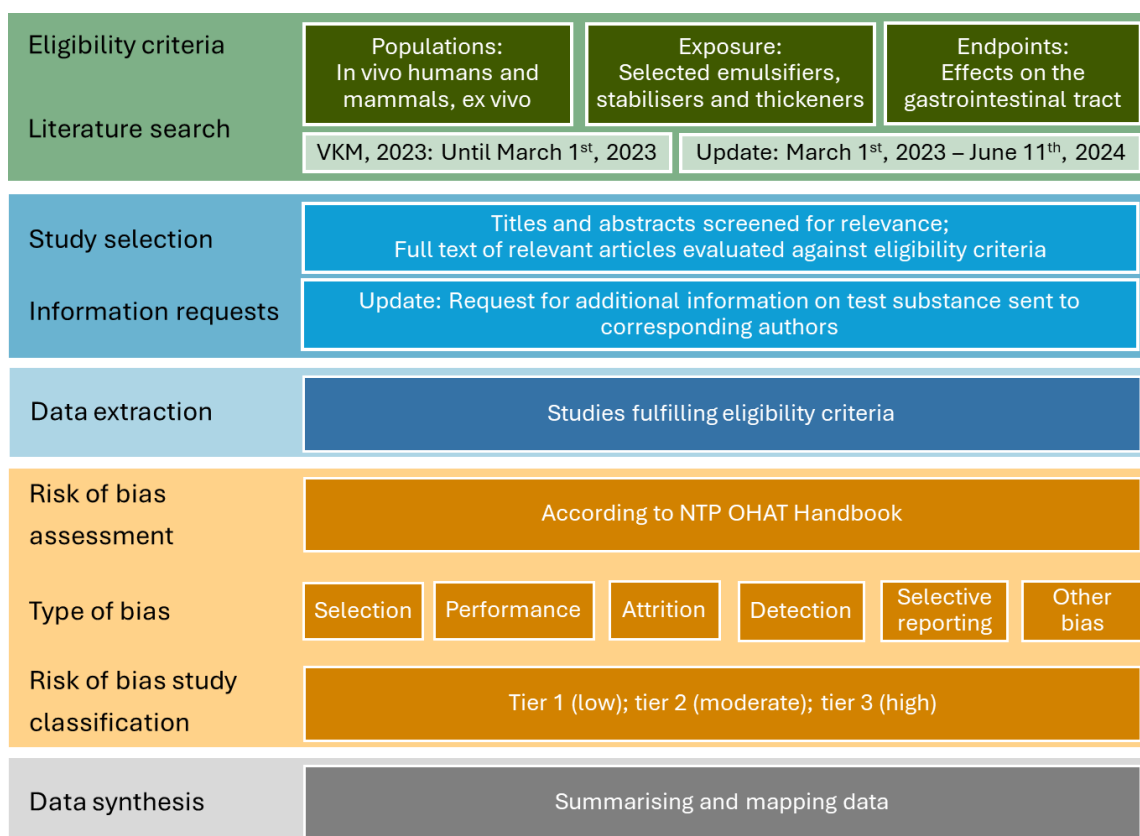 Eligibility criteria
Populations:
In vivo humans and
mammals, ex vivo
Exposure:
Selected emulsifiers,
stabilisers and thickeners
Endpoints:
Effects on the
gastrointestinal tract
Literature search
VKM, 2023: Until March 1st, 2023
Update: March 1st, 2023 – June 11th, 2024
Study selection
Titles and abstracts screened for relevance;
Full text of relevant articles evaluated against eligibility criteria
Information requests
Update: Request for additional information on test substance sent to
corresponding authors
Data extraction
Studies fulfilling eligibility criteria
Risk of bias
assessment
According to NTP OHAT Handbook
Type of bias
Selection
Performance
Attrition
Detection
Selective
reporting
Other
bias
Risk of bias study
classification
Tier 1 (low); tier 2 (moderate); tier 3 (high)
Data synthesis
Summarising and mapping data